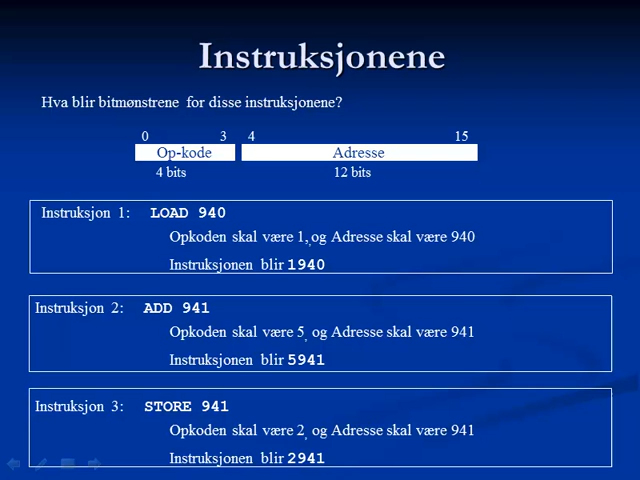 Instruksjonene
Hva blir bitmønstrene for disse instruksjonene?
0 3 4 15
Op-kode Adresse
4 bits 12 bits
Instruksjon 1: LOAD 940
Opkoden skal være 1, og Adresse skal være 940
Instruksjonen blir 1940
Instruksjon 2: ADD 941
Opkoden skal være 5, og Adresse skal være 941
Instruksjonen blir 5941
Instruksjon 3: STORE 941
Opkoden skal være 2, og Adresse skal være 941
Instruksjonen blir 2941